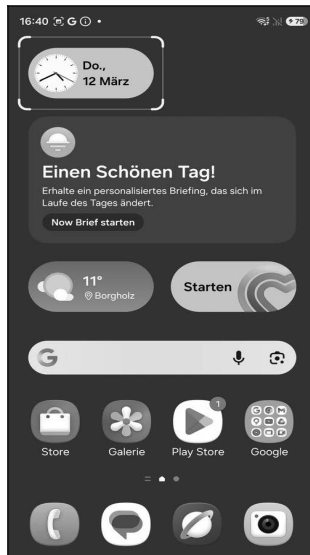 16:40 G
79
Do.,
12 März
Einen Schönen Tag!
Erhalte ein personalisiertes Briefing, das sich im
Laufe des Tages ändert.
Now Brief starten
11°
Borgholz
Starten
G
1
Store Galerie Play Store Google